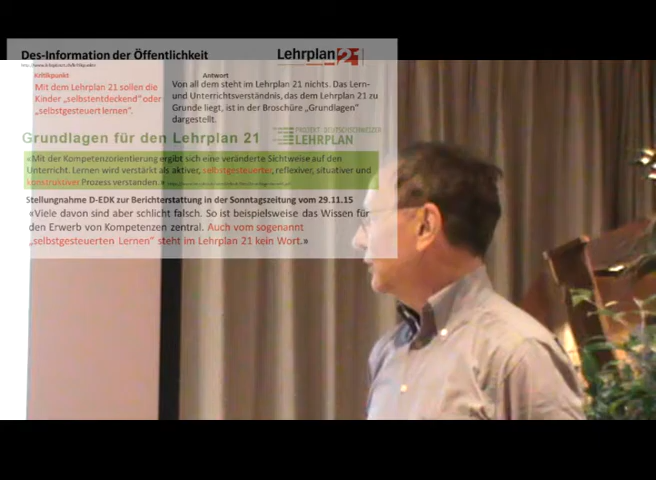 Des-Information der Öffentlichkeit
Lehrplan 21
Kritikpunkt
Antwort
Mit dem Lehrplan 21 sollen die
Kinder „selbstentdeckend" oder
„selbstgesteuert lernen".
Von all dem steht im Lehrplan 21 nichts. Das Lern-
und Unterrichtsverständnis, das dem Lehrplan 21 zu
Grunde liegt, ist in der Broschüre „Grundlagen"
dargestellt.
Grundlagen für den Lehrplan 21
PROJEKT DEUTSCHSCHWEIZER
LEHRPLAN
«Mit der Kompetenzorientierung ergibt sich eine veränderte Sichtweise auf den
Unterricht. Lernen wird verstärkt als aktiver, selbstgesteuerter, reflexiver, situativer und
konstruktiver Prozess verstanden.»
Stellungnahme D-EDK zur Berichterstattung in der Sonntagszeitung vom 29.11.15
«Viele davon sind aber schlicht falsch. So ist beispielsweise das Wissen für
den Erwerb von Kompetenzen zentral. Auch vom sogenannt
„selbstgesteuerten Lernen" steht im Lehrplan 21 kein Wort.»